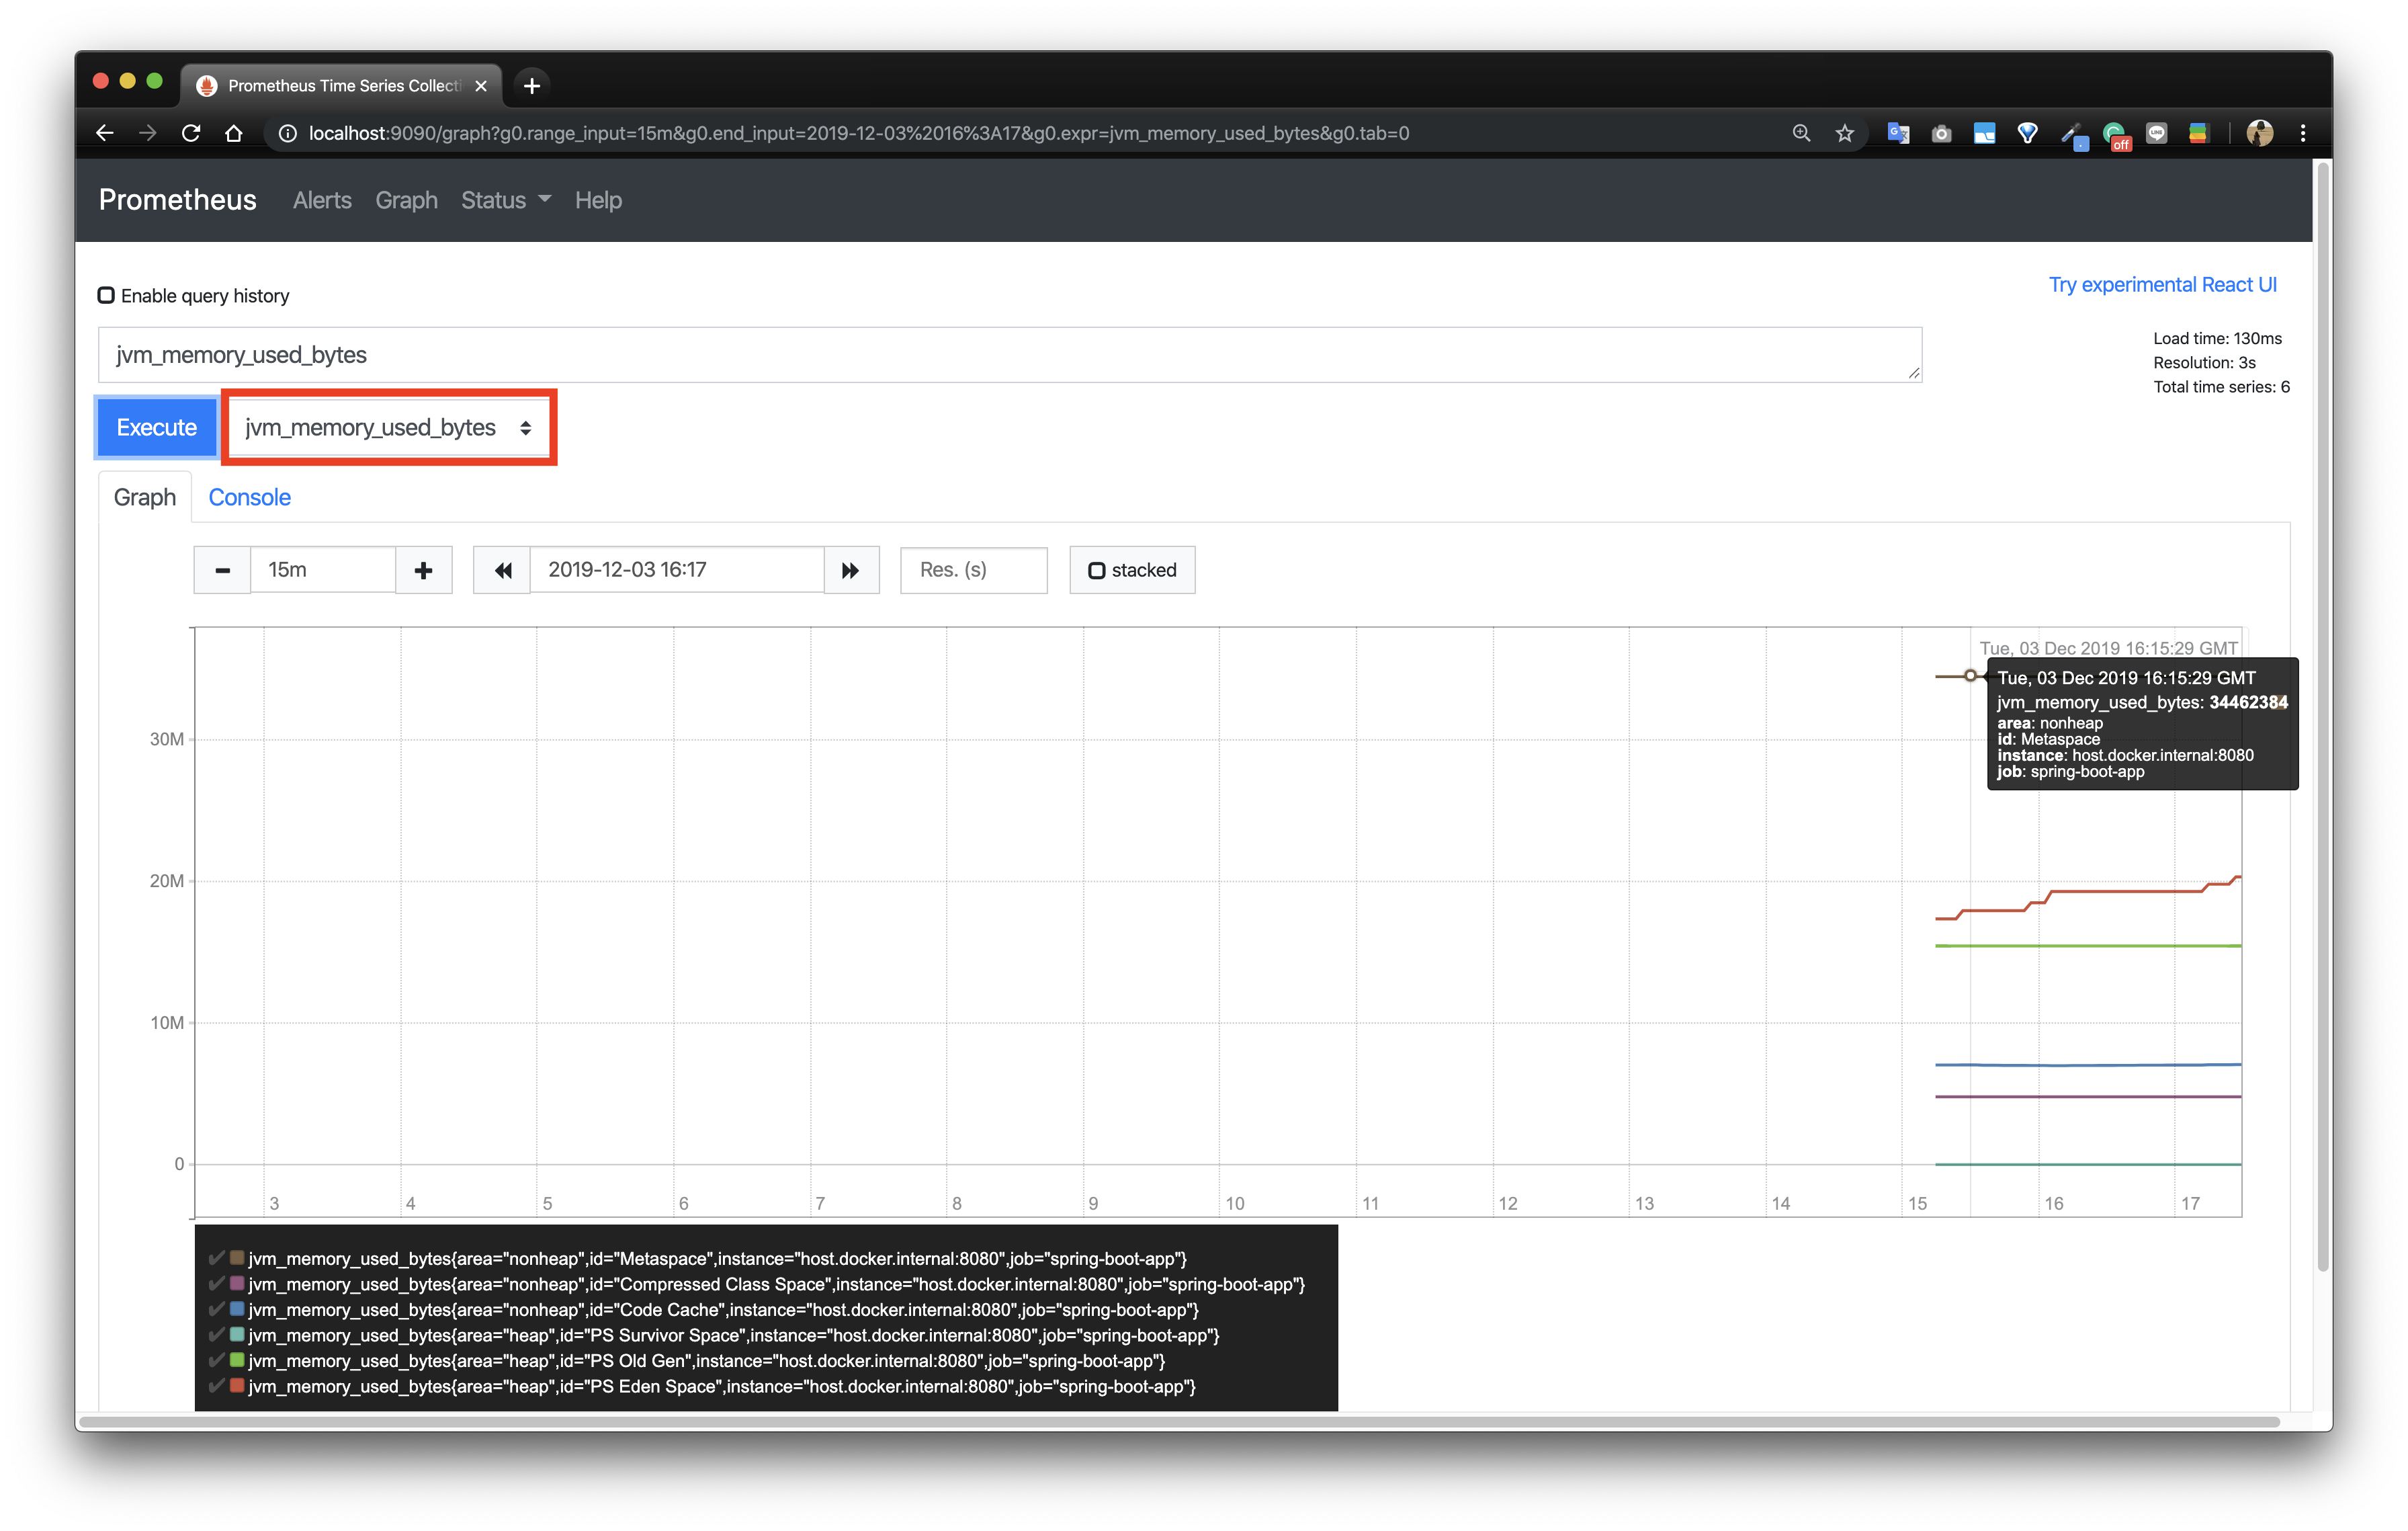 Prometheus Time Series Collecti
localhost:9090/graph?g0.range_input=15m&g0.end_input=2019-12-03%2016%3A17&g0.expr=jvm_memory_used_bytes&g0.tab=0
off
Prometheus Alerts Graph Status Help
Enable query history
Try experimental React UI
jvm_memory_used_bytes
Load time: 130ms
Resolution: 3s
Total time series: 6
Execute jvm_memory_used_bytes
Graph Console
15m 2019-12-03 16:17 Res. (s) stacked
Tue, 03 Dec 2019 16:15:29 GMT
Tue, 03 Dec 2019 16:15:29 GMT
jvm_memory_used_bytes: 34462384
area: nonheap
id: Metaspace
instance: host.docker.internal:8080
job: spring-boot-app
30M
20M
10M
0
3 4 5 6 7 8 9 10 11 12 13 14 15 16 17
jvm_memory_used_bytes{area="nonheap",id="Metaspace",instance="host.docker.internal:8080",job="spring-boot-app"}
jvm_memory_used_bytes{area="nonheap",id="Compressed Class Space",instance="host.docker.internal:8080",job="spring-boot-app"}
jvm_memory_used_bytes{area="nonheap",id="Code Cache",instance="host.docker.internal:8080",job="spring-boot-app"}
jvm_memory_used_bytes{area="heap",id="PS Survivor Space",instance="host.docker.internal:8080",job="spring-boot-app"}
jvm_memory_used_bytes{area="heap",id="PS Old Gen",instance="host.docker.internal:8080",job="spring-boot-app"}
jvm_memory_used_bytes{area="heap",id="PS Eden Space",instance="host.docker.internal:8080",job="spring-boot-app"}